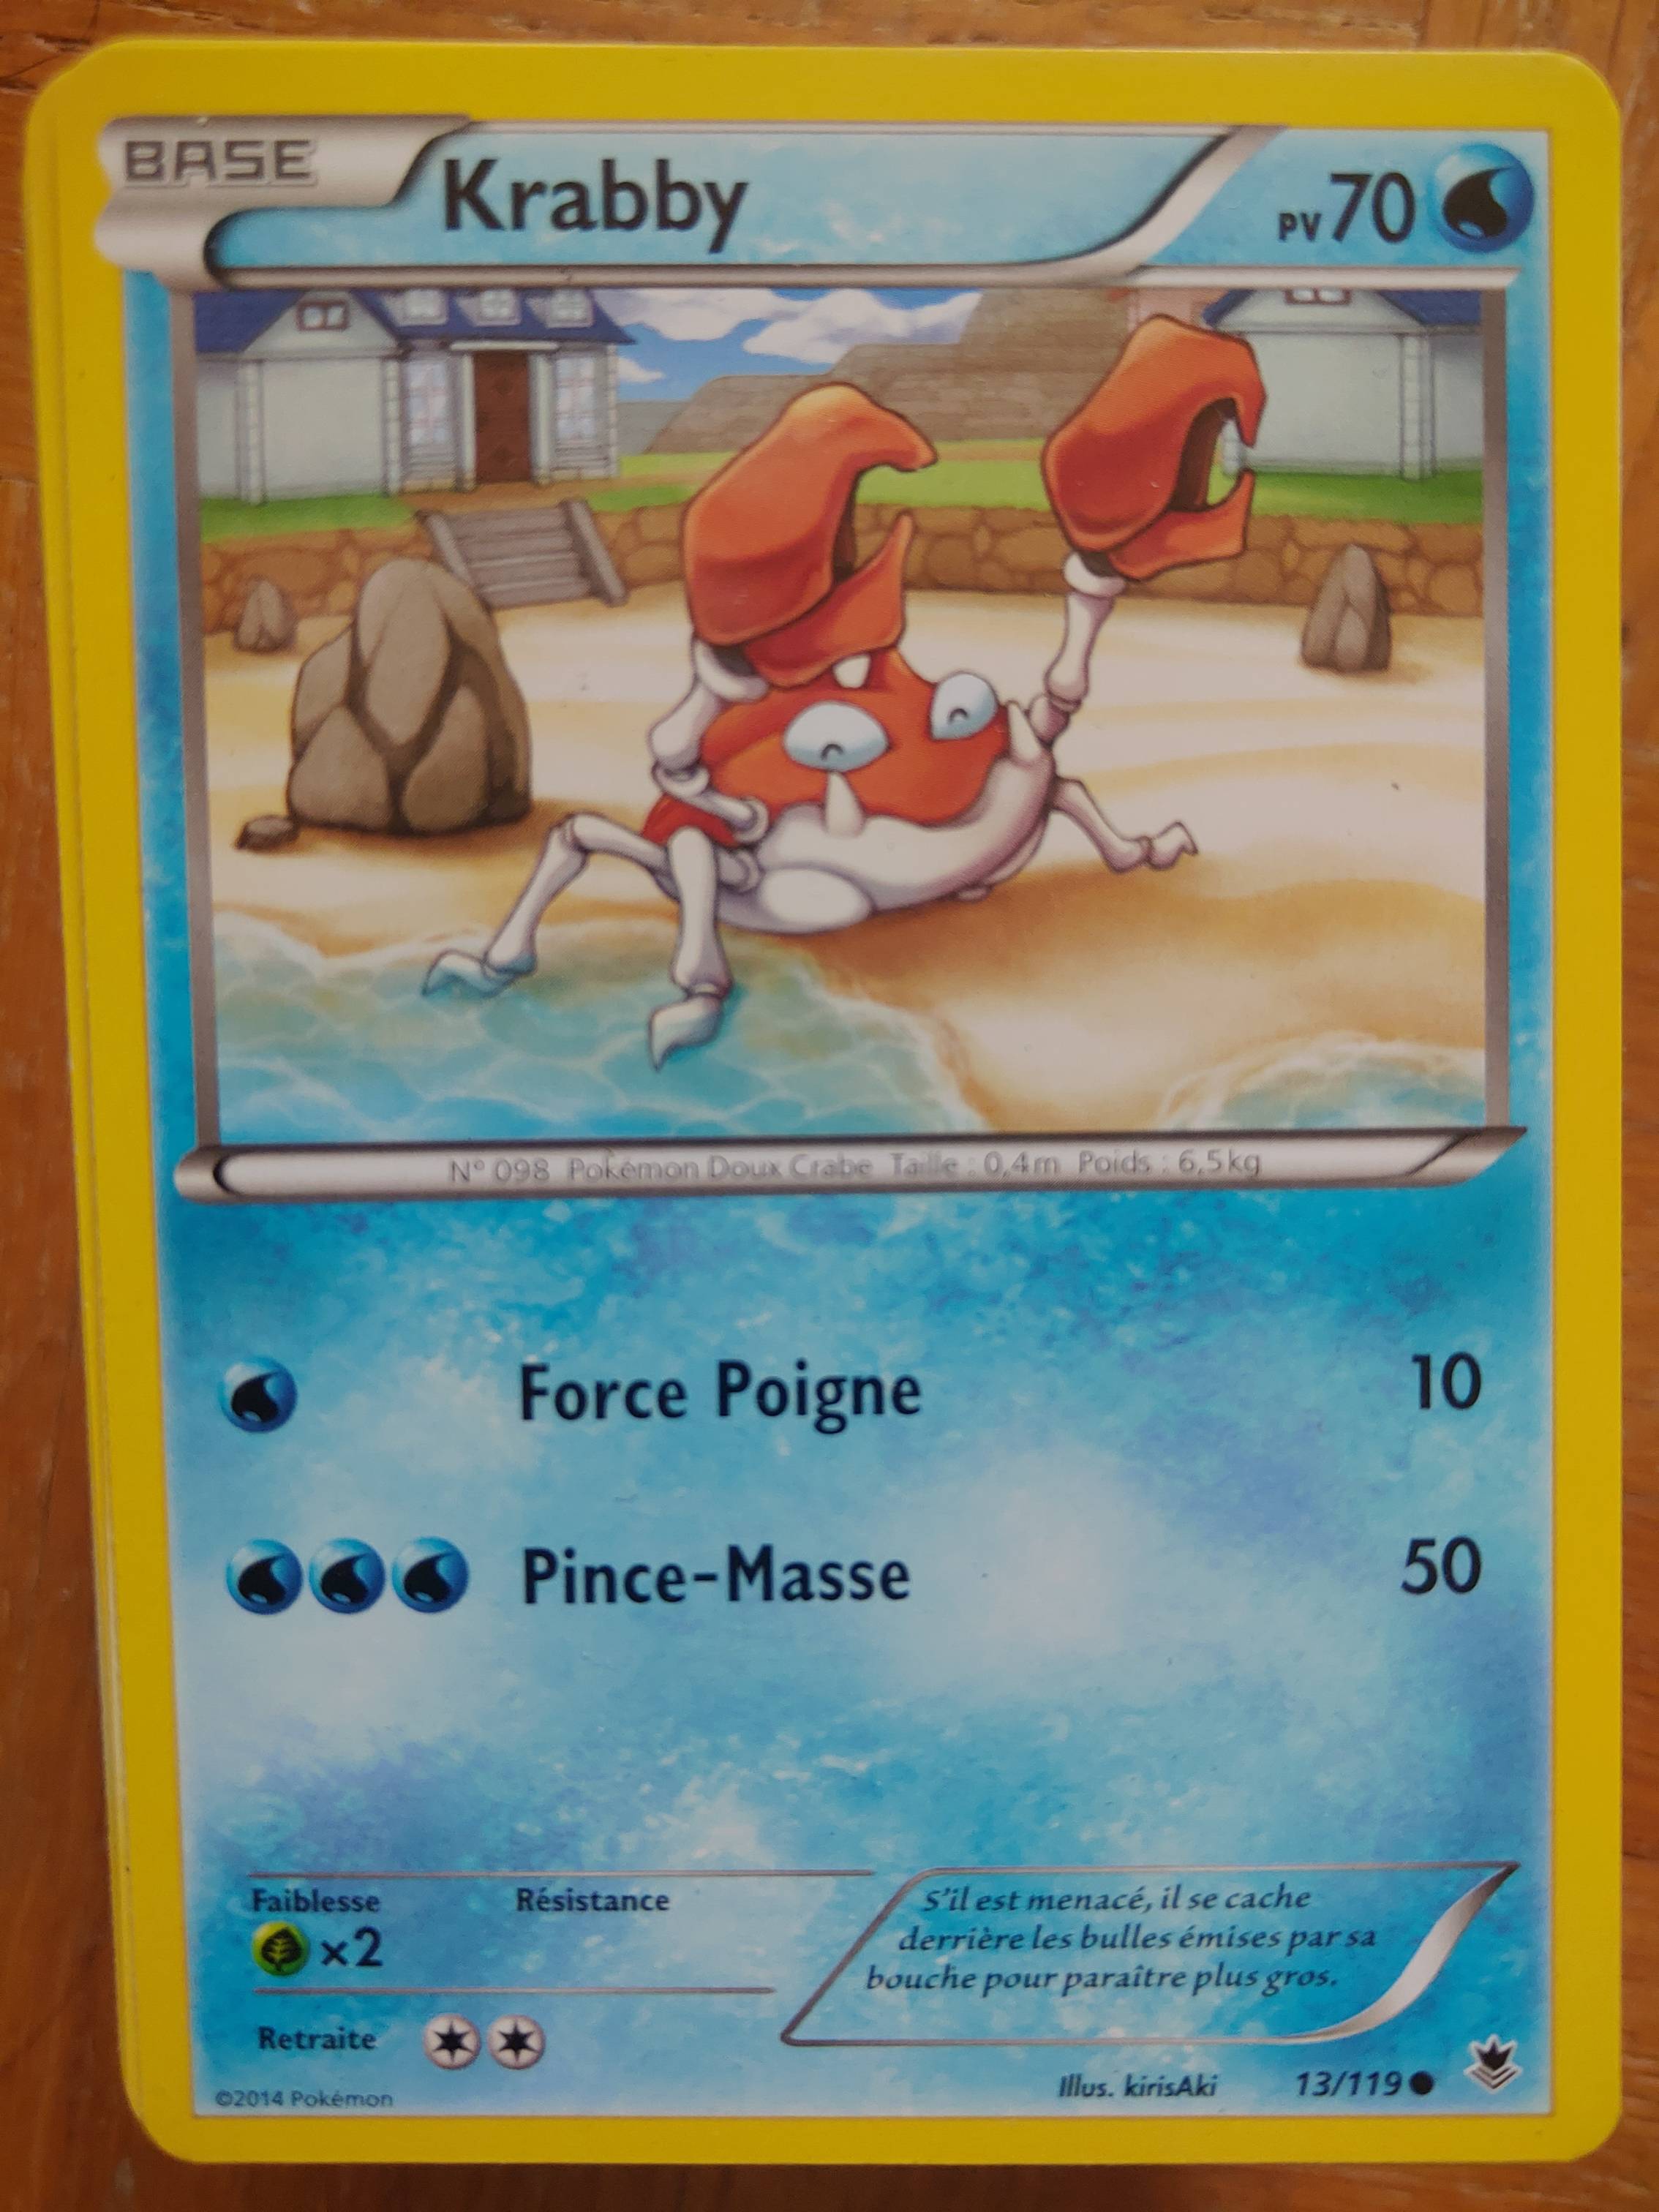 BASE
Krabby
PV70
N° 098 Pokémon Doux Crabe Taille : 0,4m Poids : 6,5kg
Force Poigne 10
Pince-Masse 50
Faiblesse Résistance
x2
Retraite
S'il est menacé, il se cache
derrière les bulles émises par sa
bouche pour paraître plus gros.
Illus. kirisAki 13/119
©2014 Pokémon